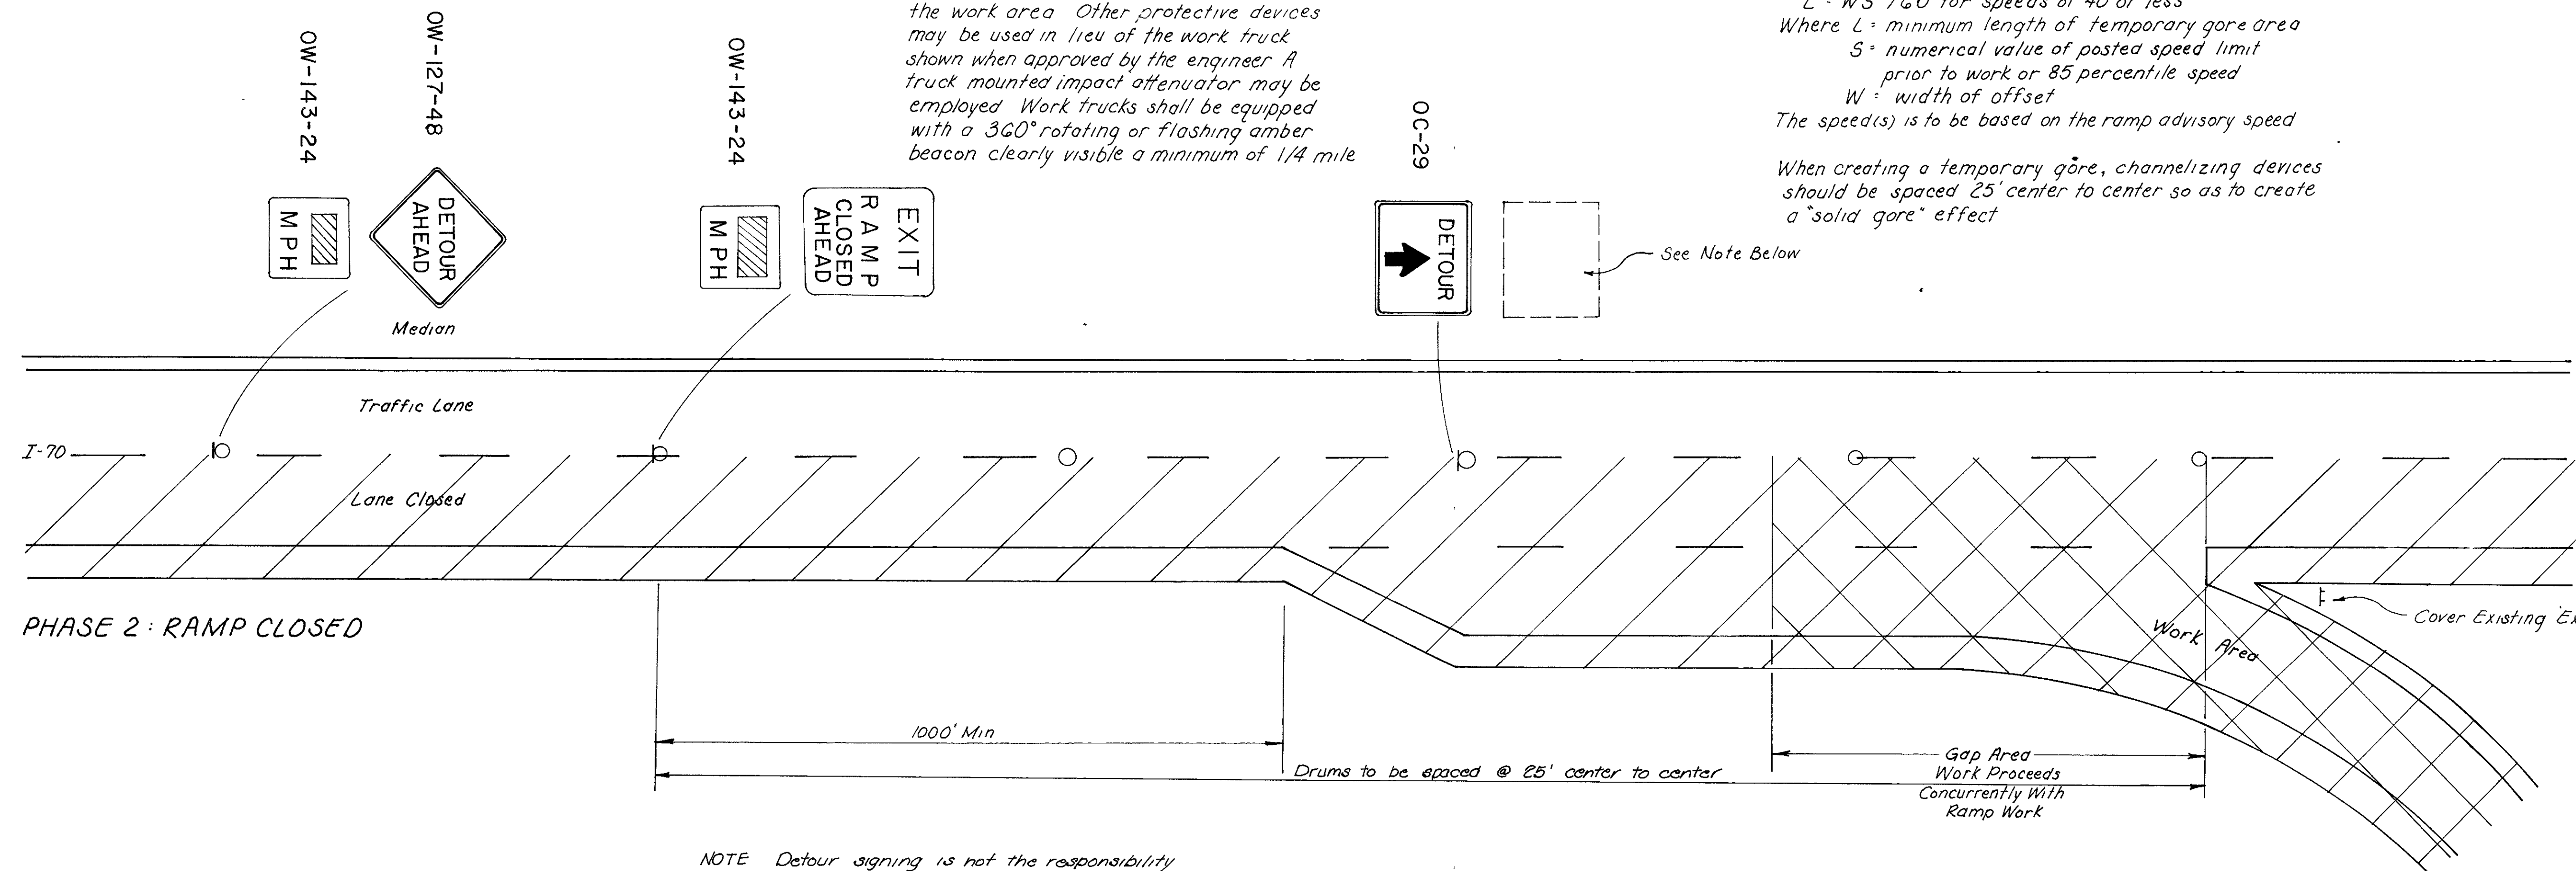 the work area Other protective devices
may be used in lieu of the work truck
shown when approved by the engineer A
truck mounted impact attenuator may be
employed Work trucks shall be equipped
with a 360° rotating or flashing amber
beacon clearly visible a minimum of 1/4 mile
L = WS /60 for speeds of 40 or less
Where L = minimum length of temporary gore area
S = numerical value of posted speed limit
prior to work or 85 percentile speed
W = width of offset
The speed(s) is to be based on the ramp advisory speed
When creating a temporary gore, channelizing devices
should be spaced 25' center to center so as to create
a "solid gore" effect
OW-143-24
MPH
OW-127-48
DETOUR
AHEAD
OW-143-24
MPH
EXIT
RAMP
CLOSED
AHEAD
OC-29
DETOUR
See Note Below
Median
Traffic Lane
I-70
Lane Closed
PHASE 2 : RAMP CLOSED
Cover Existing
Work Area
1000' Min
Gap Area
Drums to be spaced @ 25' center to center
Work Proceeds
Concurrently With
Ramp Work
NOTE Detour signing is not the responsibility